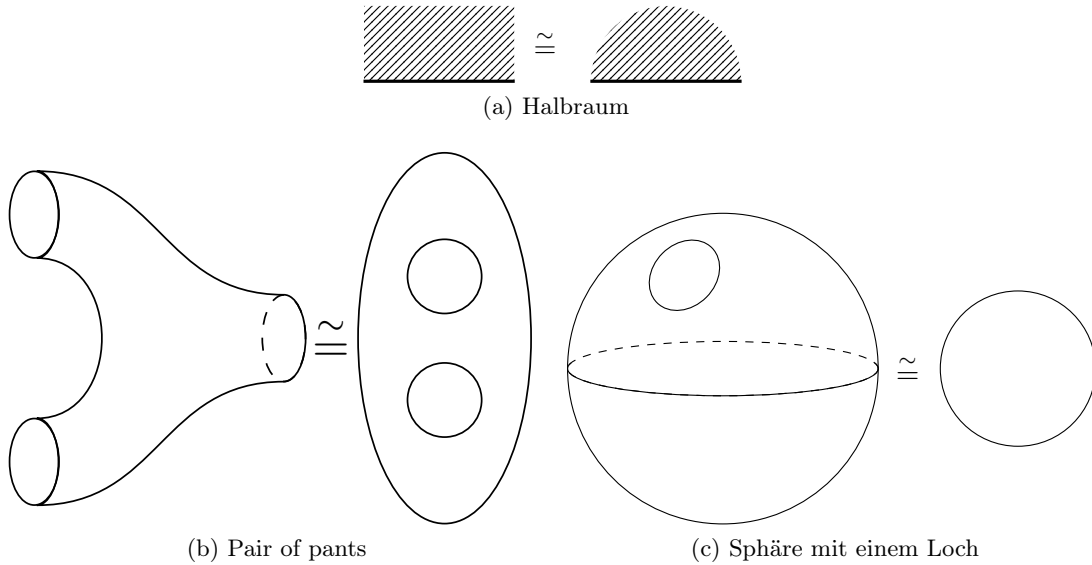 ≅
(a) Halbraum
≅
≅
(b) Pair of pants
(c) Sphäre mit einem Loch